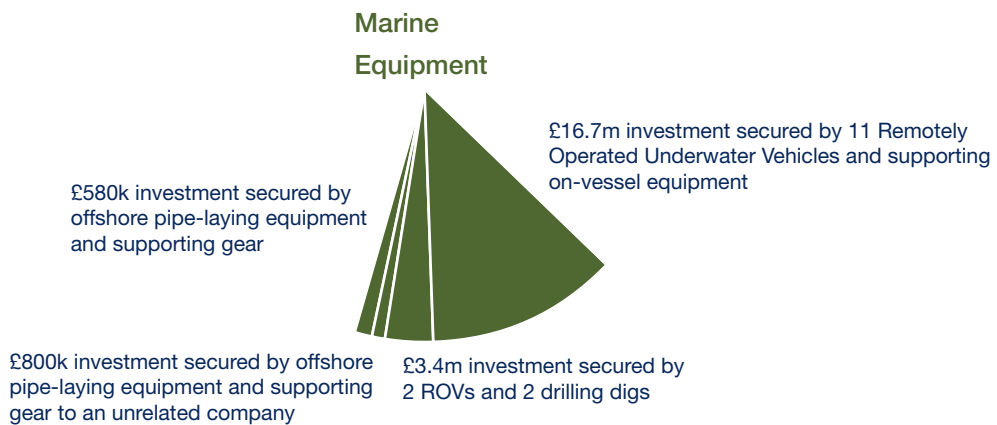 Marine
Equipment
£16.7m investment secured by 11 Remotely
Operated Underwater Vehicles and supporting
on-vessel equipment
£580k investment secured by
offshore pipe-laying equipment
and supporting gear
£800k investment secured by offshore
pipe-laying equipment and supporting
gear to an unrelated company
£3.4m investment secured by
2 ROVs and 2 drilling digs